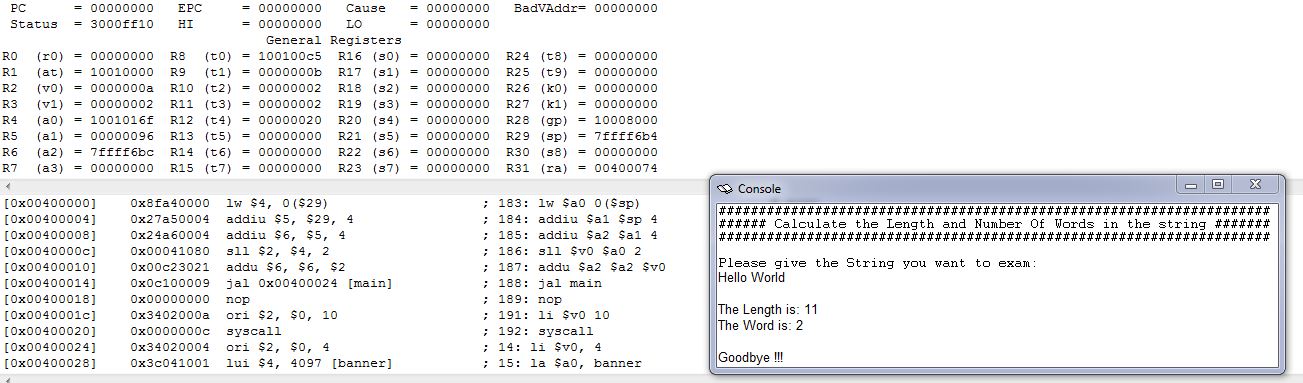 PC      = 00000000   EPC     = 00000000   Cause   = 00000000   BadVAddr= 00000000
Status  = 3000ff10   HI      = 00000000   LO      = 00000000
General Registers
R0  (r0) = 00000000  R8  (t0) = 100100c5  R16 (s0) = 00000000  R24 (t8) = 00000000
R1  (at) = 10010000  R9  (t1) = 0000000b  R17 (s1) = 00000000  R25 (t9) = 00000000
R2  (v0) = 0000000a  R10 (t2) = 00000002  R18 (s2) = 00000000  R26 (k0) = 00000000
R3  (v1) = 00000002  R11 (t3) = 00000002  R19 (s3) = 00000000  R27 (k1) = 00000000
R4  (a0) = 1001016f  R12 (t4) = 00000020  R20 (s4) = 00000000  R28 (gp) = 10008000
R5  (a1) = 00000096  R13 (t5) = 00000000  R21 (s5) = 00000000  R29 (sp) = 7ffff6b4
R6  (a2) = 7ffff6bc  R14 (t6) = 00000000  R22 (s6) = 00000000  R30 (s8) = 00000000
R7  (a3) = 00000000  R15 (t7) = 00000000  R23 (s7) = 00000000  R31 (ra) = 00400074
[0x00400000]    0x8fa40000  lw $4, 0($29)                   ; 183: lw $a0 0($sp)
[0x00400004]    0x27a50004  addiu $5, $29, 4                ; 184: addiu $a1 $sp 4
[0x00400008]    0x24a60004  addiu $6, $5, 4                 ; 185: addiu $a2 $a1 4
[0x0040000c]    0x00041080  sll $2, $4, 2                   ; 186: sll $v0 $a0 2
[0x00400010]    0x00c23021  addu $6, $6, $2                 ; 187: addu $a2 $a2 $v0
[0x00400014]    0x0c100009  jal 0x00400024 [main]           ; 188: jal main
[0x00400018]    0x00000000  nop                             ; 189: nop
[0x0040001c]    0x3402000a  ori $2, $0, 10                  ; 191: li $v0 10
[0x00400020]    0x0000000c  syscall                         ; 192: syscall
[0x00400024]    0x34020004  ori $2, $0, 4                   ; 14: li $v0, 4
[0x00400028]    0x3c041001  lui $4, 4097 [banner]           ; 15: la $a0, banner
Console
#####################################################################
###### Calculate the Length and Number Of Words in the string #######
#####################################################################
Please give the String you want to exam:
Hello World
The Length is: 11
The Word is: 2
Goodbye !!!